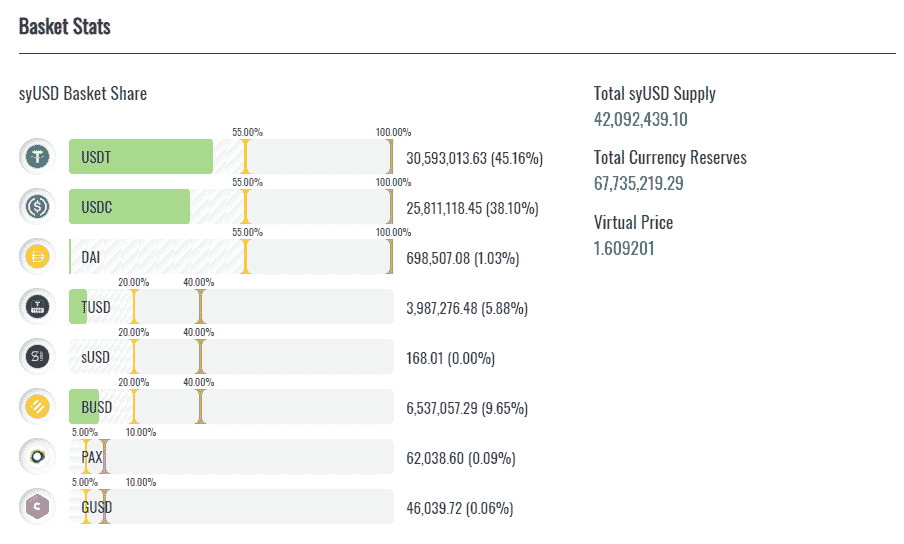 Basket Stats
syUSD Basket Share
55.00% 100.00%
USDT 30,593,013.63 (45.16%)
55.00% 100.00%
USDC 25,811,118.45 (38.10%)
55.00% 100.00%
DAI 698,507.08 (1.03%)
20.00% 40.00%
TUSD 3,987,276.48 (5.88%)
20.00% 40.00%
sUSD 168.01 (0.00%)
20.00% 40.00%
BUSD 6,537,057.29 (9.65%)
5.00% 10.00%
PAX 62,038.60 (0.09%)
5.00% 10.00%
GUSD 46,039.72 (0.06%)
Total syUSD Supply
42,092,439.10
Total Currency Reserves
67,735,219.29
Virtual Price
1.609201